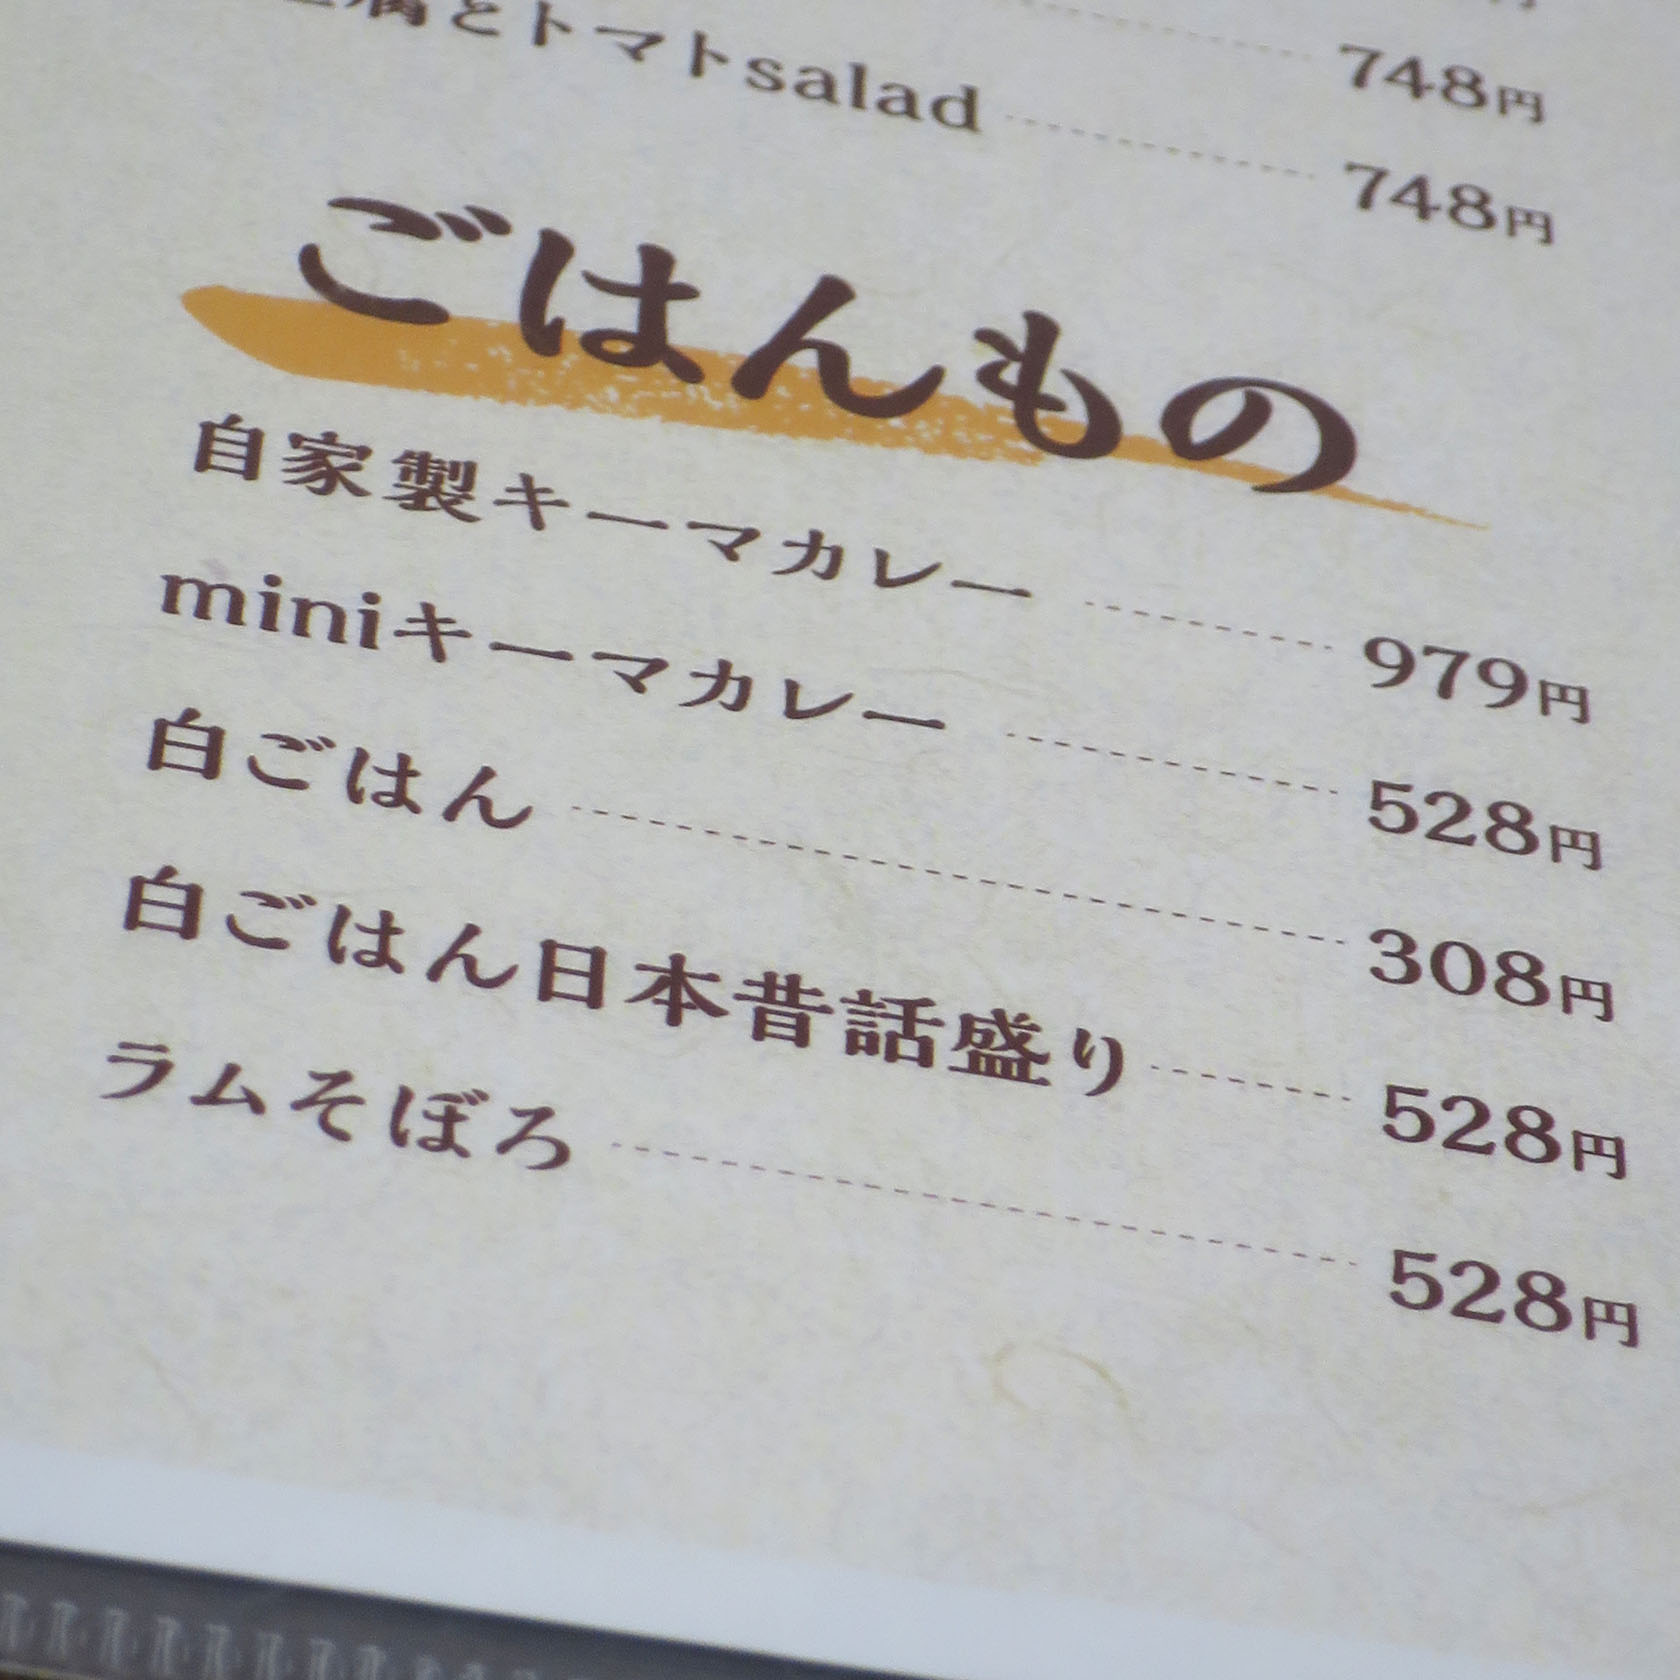 748円
腐とトマトsalad 748円
ごはんもの
自家製キーマカレー 979円
miniキーマカレー 528円
白ごはん 308円
白ごはん日本昔話盛り 528円
ラムそぼろ 528円